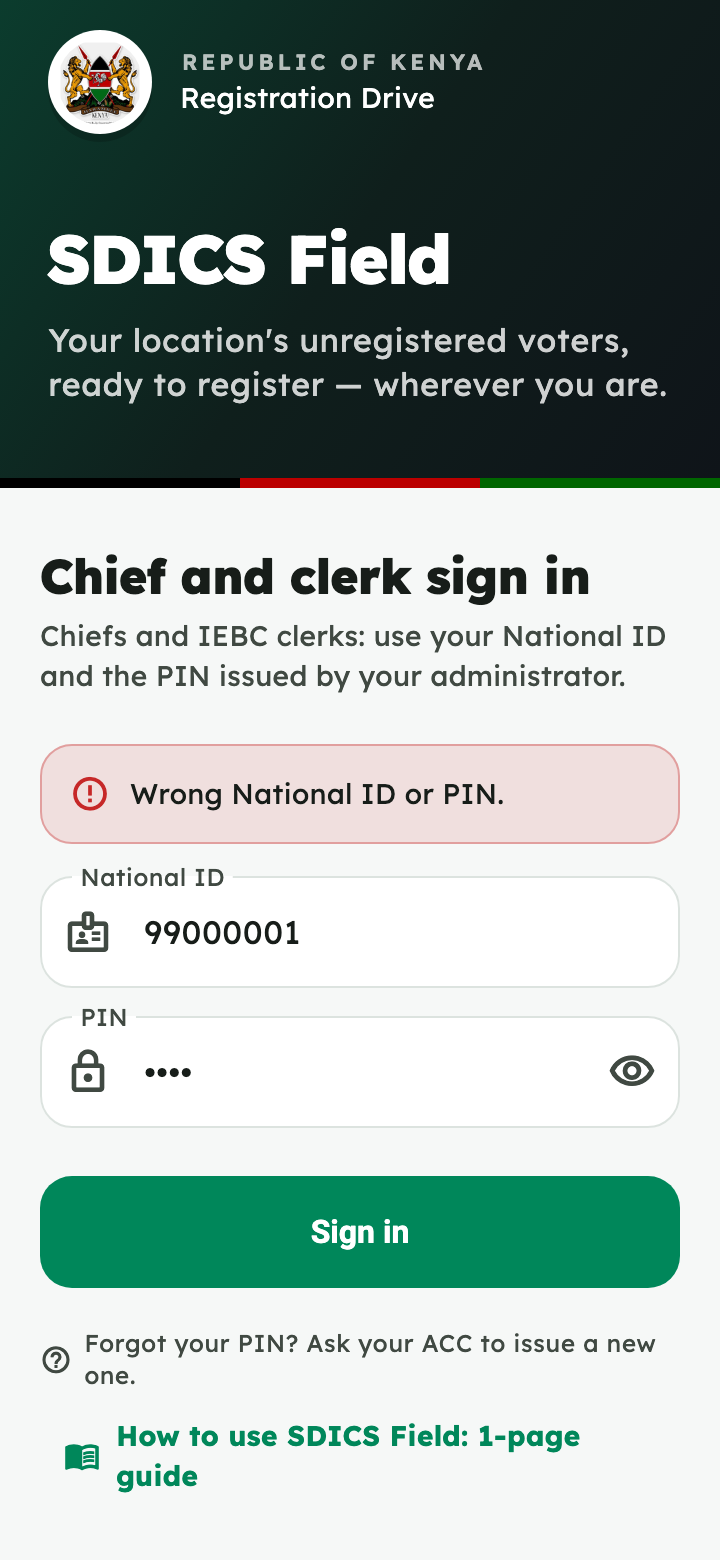 REPUBLIC OF KENYA
Registration Drive
SDICS Field
Your location's unregistered voters,
ready to register — wherever you are.
Chief and clerk sign in
Chiefs and IEBC clerks: use your National ID
and the PIN issued by your administrator.
Wrong National ID or PIN.
National ID
99000001
PIN
••••
Sign in
Forgot your PIN? Ask your ACC to issue a new
one.
How to use SDICS Field: 1-page
guide